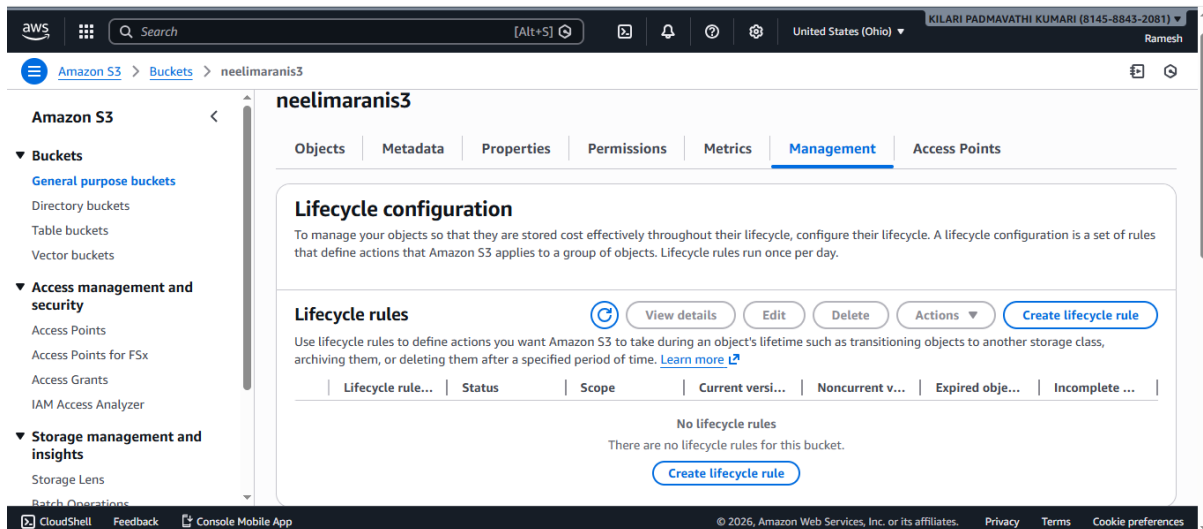 aws
Search
[Alt+S]
United States (Ohio)
KILARI PADMAVATHI KUMARI (8145-8843-2081)
Ramesh
Amazon S3 > Buckets > neelimaranis3
Amazon S3
Buckets
General purpose buckets
Directory buckets
Table buckets
Vector buckets
Access management and
security
Access Points
Access Points for FSx
Access Grants
IAM Access Analyzer
Storage management and
insights
Storage Lens
Batch Operations
neelimaranis3
Objects
Metadata
Properties
Permissions
Metrics
Management
Access Points
Lifecycle configuration
To manage your objects so that they are stored cost effectively throughout their lifecycle, configure their lifecycle. A lifecycle configuration is a set of rules
that define actions that Amazon S3 applies to a group of objects. Lifecycle rules run once per day.
Lifecycle rules
View details
Edit
Delete
Actions
Create lifecycle rule
Use lifecycle rules to define actions you want Amazon S3 to take during an object's lifetime such as transitioning objects to another storage class,
archiving them, or deleting them after a specified period of time. Learn more
Lifecycle rule...
Status
Scope
Current versi...
Noncurrent v...
Expired obje...
Incomplete ...
No lifecycle rules
There are no lifecycle rules for this bucket.
Create lifecycle rule
CloudShell
Feedback
Console Mobile App
© 2026, Amazon Web Services, Inc. or its affiliates.
Privacy
Terms
Cookie preferences